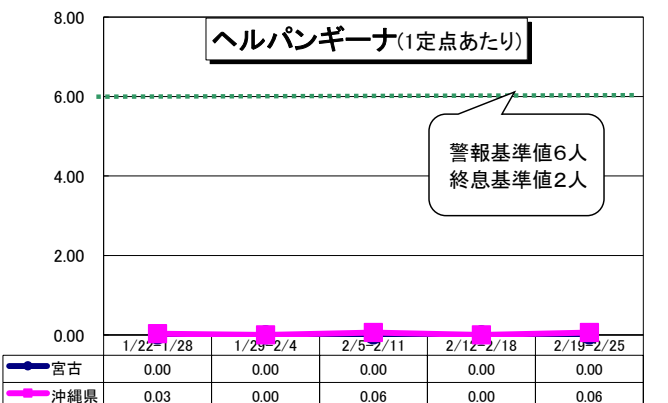 ヘルパンギーナ(1定点あたり)
8.00
6.00
4.00
2.00
0.00
警報基準値6人
終息基準値2人
1/22-1/28 1/29-2/4 2/5-2/11 2/12-2/18 2/19-2/25
宮古 0.00 0.00 0.00 0.00 0.00
沖縄県 0.03 0.00 0.06 0.00 0.06